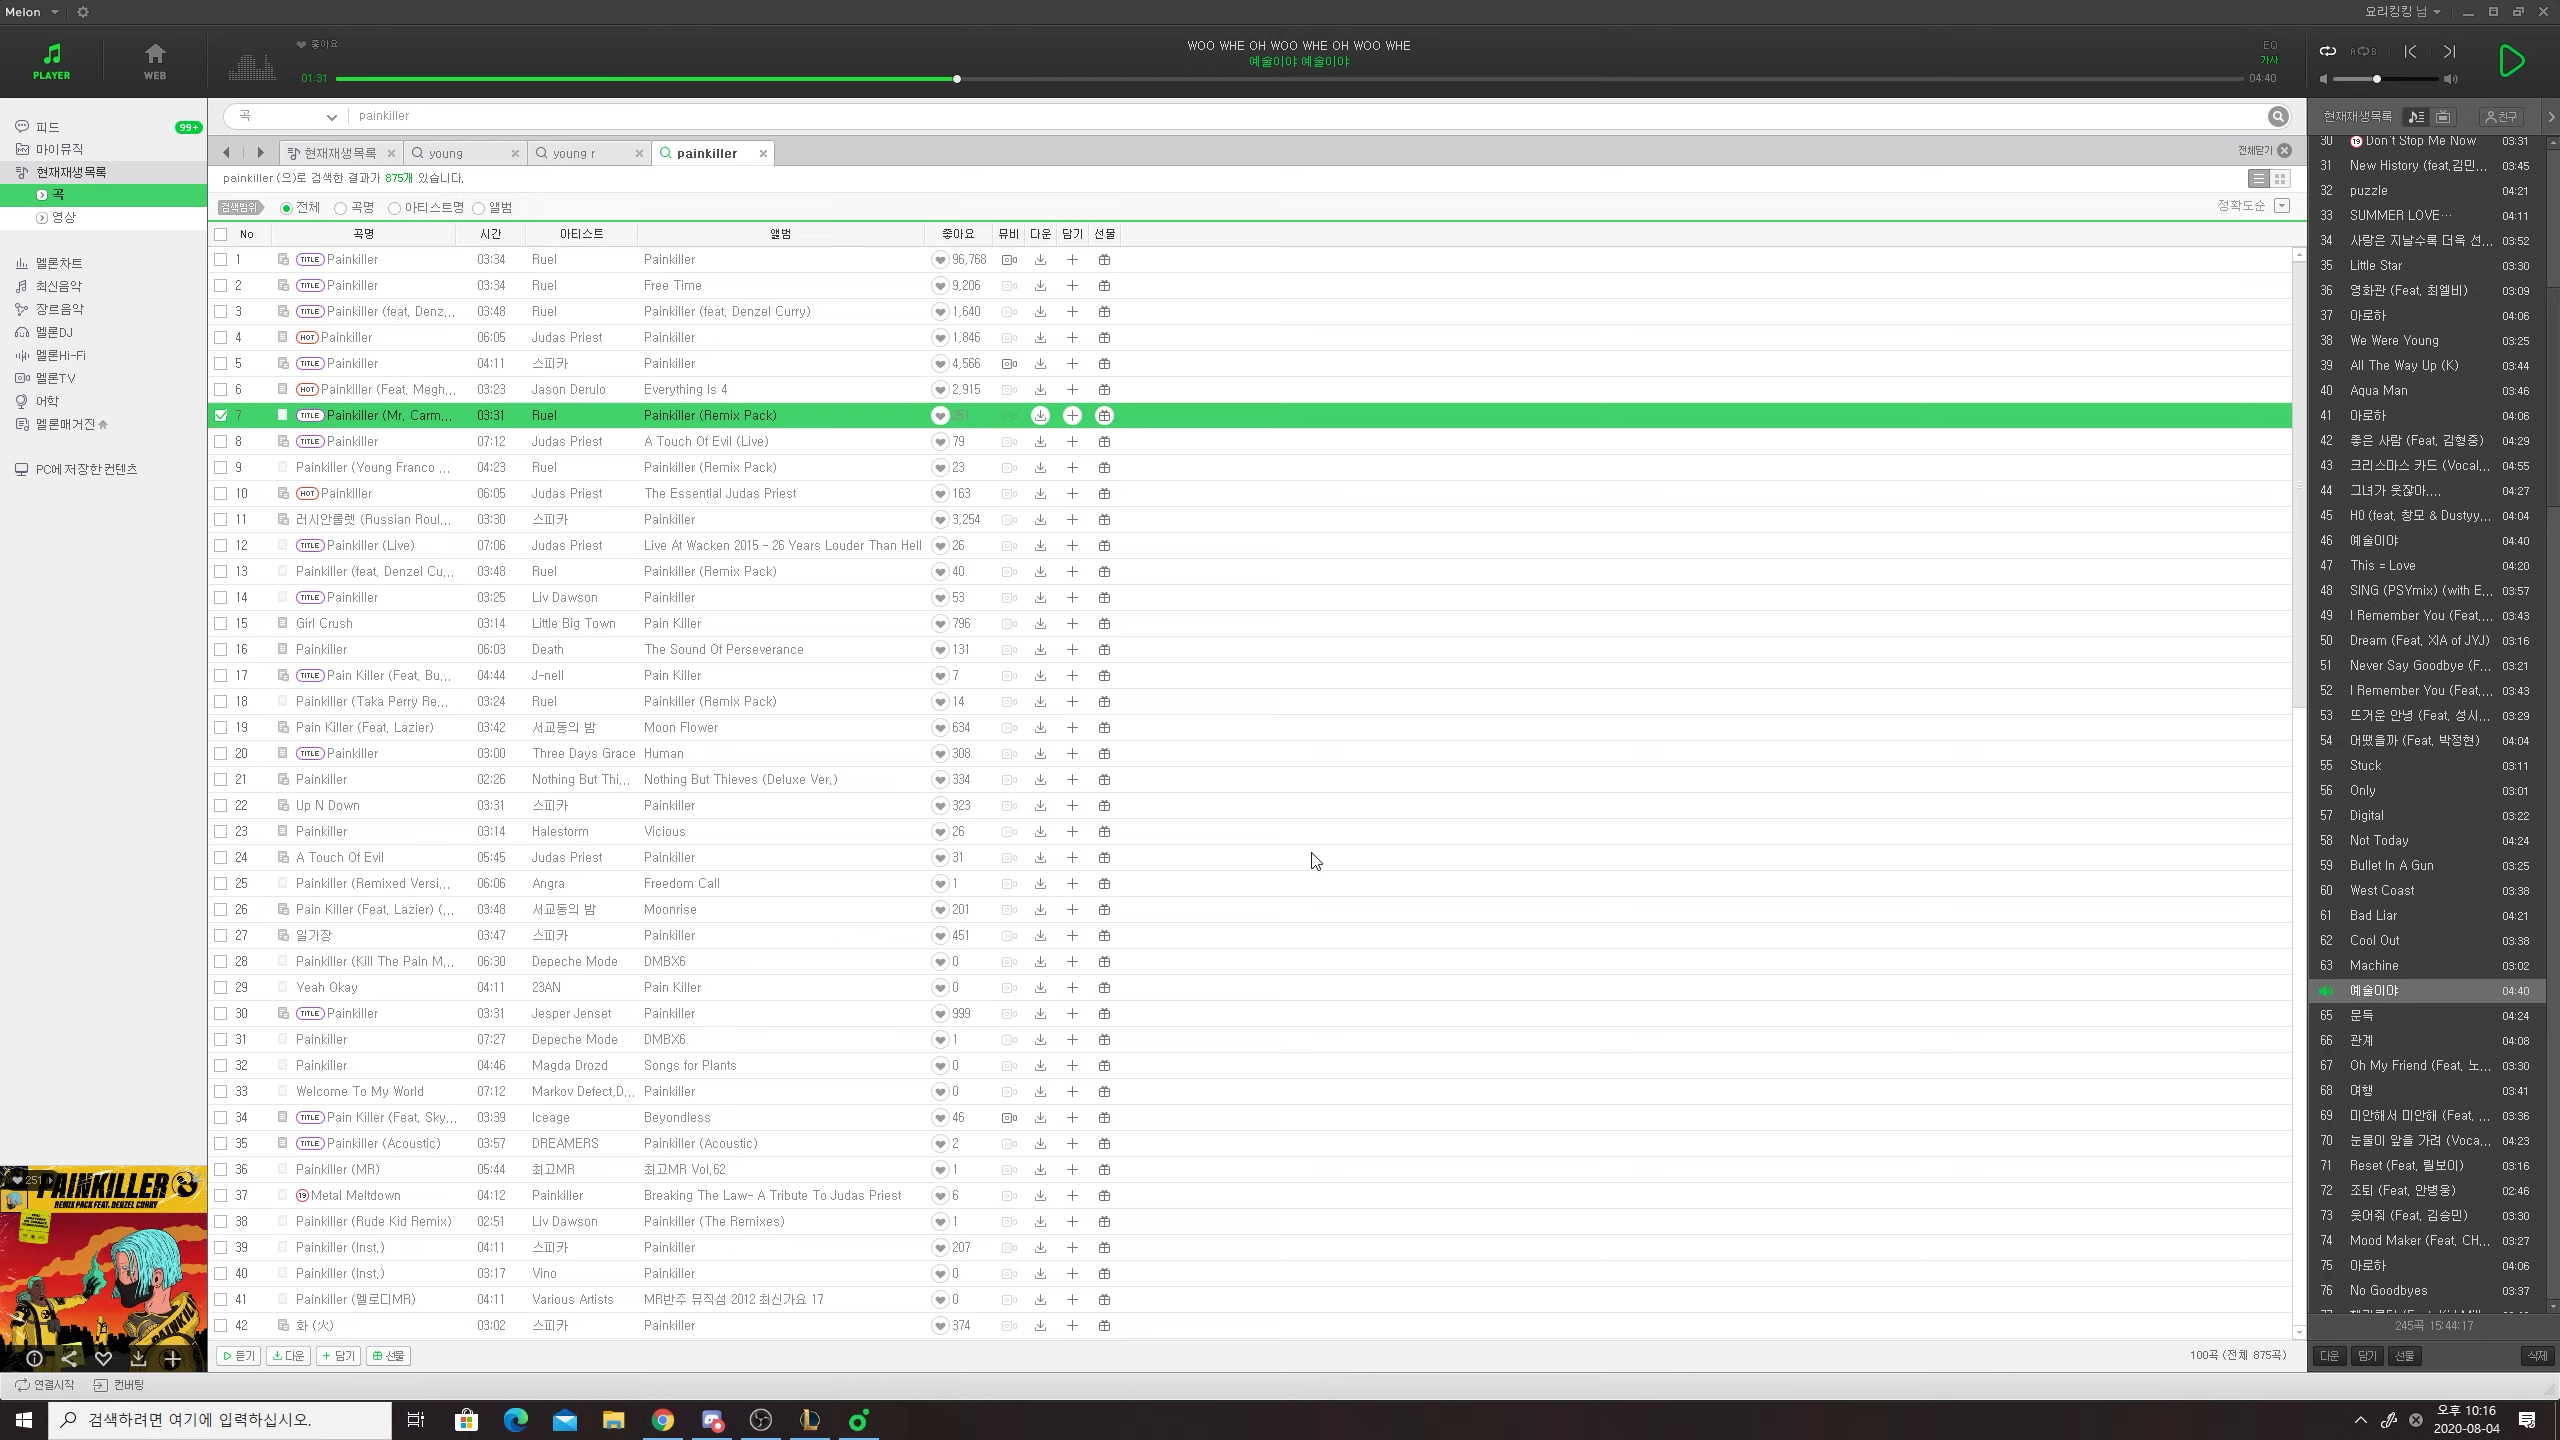 Melon
요리킹킹 님
PLAYER
WEB
좋아요
01:31
WOO WHE OH WOO WHE OH WOO WHE
예술이야 예술이야
EQ
가사
04:40
A B
피드 99+
마이뮤직
현재재생목록
곡
영상
멜론차트
최신음악
장르음악
멜론DJ
멜론Hi-Fi
멜론TV
어학
멜론매거진
PC에 저장한 컨텐츠
251
PAINKILLER
REMIX PACK FEAT. DENZEL CURRY
곡 painkiller
현재재생목록 young young r painkiller 전체닫기
painkiller (으)로 검색한 결과가 875개 있습니다.
검색범위 전체 곡명 아티스트명 앨범 정확도순
No 곡명 시간 아티스트 앨범 좋아요 뮤비 다운 담기 선물
1 TITLE Painkiller 03:34 Ruel Painkiller 96,768
2 TITLE Painkiller 03:34 Ruel Free Time 9,206
3 TITLE Painkiller (feat. Denz... 03:48 Ruel Painkiller (feat. Denzel Curry) 1,640
4 HOT Painkiller 06:05 Judas Priest Painkiller 1,846
5 TITLE Painkiller 04:11 스피카 Painkiller 4,566
6 HOT Painkiller (Feat. Megh... 03:23 Jason Derulo Everything Is 4 2,915
7 TITLE Painkiller (Mr. Carm... 03:31 Ruel Painkiller (Remix Pack) 251
8 TITLE Painkiller 07:12 Judas Priest A Touch Of Evil (Live) 79
9 Painkiller (Young Franco ... 04:23 Ruel Painkiller (Remix Pack) 23
10 HOT Painkiller 06:05 Judas Priest The Essential Judas Priest 163
11 러시안룰렛 (Russian Roul... 03:30 스피카 Painkiller 3,254
12 TITLE Painkiller (Live) 07:06 Judas Priest Live At Wacken 2015 - 26 Years Louder Than Hell 26
13 Painkiller (feat. Denzel Cu... 03:48 Ruel Painkiller (Remix Pack) 40
14 TITLE Painkiller 03:25 Liv Dawson Painkiller 53
15 Girl Crush 03:14 Little Big Town Pain Killer 796
16 Painkiller 06:03 Death The Sound Of Perseverance 131
17 TITLE Pain Killer (Feat. Bu... 04:44 J-nell Pain Killer 7
18 Painkiller (Taka Perry Re... 03:24 Ruel Painkiller (Remix Pack) 14
19 Pain Killer (Feat. Lazier) 03:42 서교동의 밤 Moon Flower 634
20 TITLE Painkiller 03:00 Three Days Grace Human 308
21 Painkiller 02:26 Nothing But Thi... Nothing But Thieves (Deluxe Ver.) 334
22 Up N Down 03:31 스피카 Painkiller 323
23 Painkiller 03:14 Halestorm Vicious 26
24 A Touch Of Evil 05:45 Judas Priest Painkiller 31
25 Painkiller (Remixed Versi... 06:06 Angra Freedom Call 1
26 Pain Killer (Feat. Lazier) (... 03:48 서교동의 밤 Moonrise 201
27 일기장 03:47 스피카 Painkiller 451
28 Painkiller (Kill The Pain M... 06:30 Depeche Mode DMBX6 0
29 Yeah Okay 04:11 23AN Pain Killer 0
30 TITLE Painkiller 03:31 Jesper Jenset Painkiller 999
31 Painkiller 07:27 Depeche Mode DMBX6 1
32 Painkiller 04:46 Magda Drozd Songs for Plants 0
33 Welcome To My World 07:12 Markov Defect,D... Painkiller 0
34 TITLE Pain Killer (Feat. Sky... 03:39 Iceage Beyondless 46
35 TITLE Painkiller (Acoustic) 03:57 DREAMERS Painkiller (Acoustic) 2
36 Painkiller (MR) 05:44 최고MR 최고MR Vol.62 1
37 19 Metal Meltdown 04:12 Painkiller Breaking The Law- A Tribute To Judas Priest 6
38 Painkiller (Rude Kid Remix) 02:51 Liv Dawson Painkiller (The Remixes) 1
39 Painkiller (Inst.) 04:11 스피카 Painkiller 207
40 Painkiller (Inst.) 03:17 Vino Painkiller 0
41 Painkiller (멜로디MR) 04:11 Various Artists MR반주 뮤직섬 2012 최신가요 17 0
42 화 (火) 03:02 스피카 Painkiller 374
듣기 다운 담기 선물 100곡 (전체 875곡)
현재재생목록 친구
30 19 Don't Stop Me Now 03:31
31 New History (feat.김민... 03:45
32 puzzle 04:21
33 SUMMER LOVE… 04:11
34 사랑은 지날수록 더욱 선... 03:52
35 Little Star 03:30
36 영화관 (Feat. 최엘비) 03:09
37 아로하 04:06
38 We Were Young 03:25
39 All The Way Up (K) 03:44
40 Aqua Man 03:46
41 아로하 04:06
42 좋은 사람 (Feat. 김형중) 04:29
43 크리스마스 카드 (Vocal... 04:55
44 그녀가 웃잖아.... 04:27
45 H0 (feat. 창모 & Dustyy... 04:04
46 예술이야 04:40
47 This = Love 04:20
48 SING (PSYmix) (with E... 03:57
49 I Remember You (Feat.... 03:43
50 Dream (Feat. XIA of JYJ) 03:16
51 Never Say Goodbye (F... 03:21
52 I Remember You (Feat.... 03:43
53 뜨거운 안녕 (Feat. 성시... 03:29
54 어땠을까 (Feat. 박정현) 04:04
55 Stuck 03:11
56 Only 03:01
57 Digital 03:22
58 Not Today 04:24
59 Bullet In A Gun 03:25
60 West Coast 03:38
61 Bad Liar 04:21
62 Cool Out 03:38
63 Machine 03:02
예술이야 04:40
65 문득 04:24
66 관계 04:08
67 Oh My Friend (Feat. 노... 03:30
68 여행 03:41
69 미안해서 미안해 (Feat. ... 03:36
70 눈물이 앞을 가려 (Voca... 04:23
71 Reset (Feat. 릴보이) 03:16
72 조퇴 (Feat. 안병웅) 02:46
73 웃어줘 (Feat. 김승민) 03:30
74 Mood Maker (Feat. CH... 03:27
75 아로하 04:06
76 No Goodbyes 03:37
245곡 15:44:17
다운 담기 선물 삭제
연결시작 컨버팅
검색하려면 여기에 입력하십시오.
오후 10:16
2020-08-04